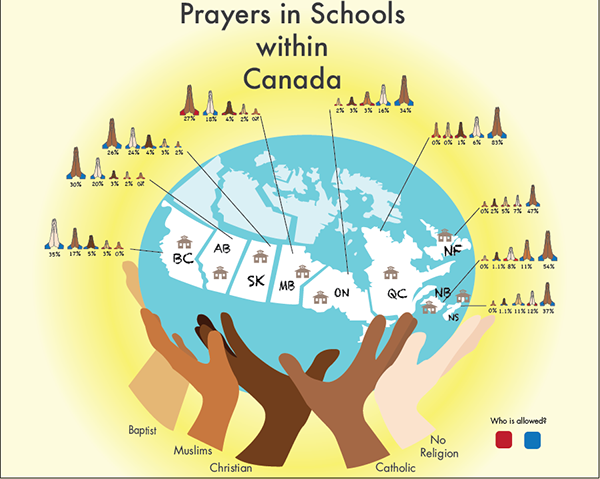 Prayers in Schools
within
Canada
27% 18% 4% 2% 0%
2% 3% 3% 16% 34%
26% 24% 4% 3% 2%
0% 0% 1% 6% 83%
30% 20% 3% 2% 0%
0% 2% 5% 7% 47%
35% 17% 5% 3% 0%
0% 1.1% 8% 11% 54%
0% 1.1% 11% 12% 37%
BC
AB
SK
MB
ON
QC
NF
NB
NS
Baptist
Muslims
Christian
Catholic
No
Religion
Who is allowed?